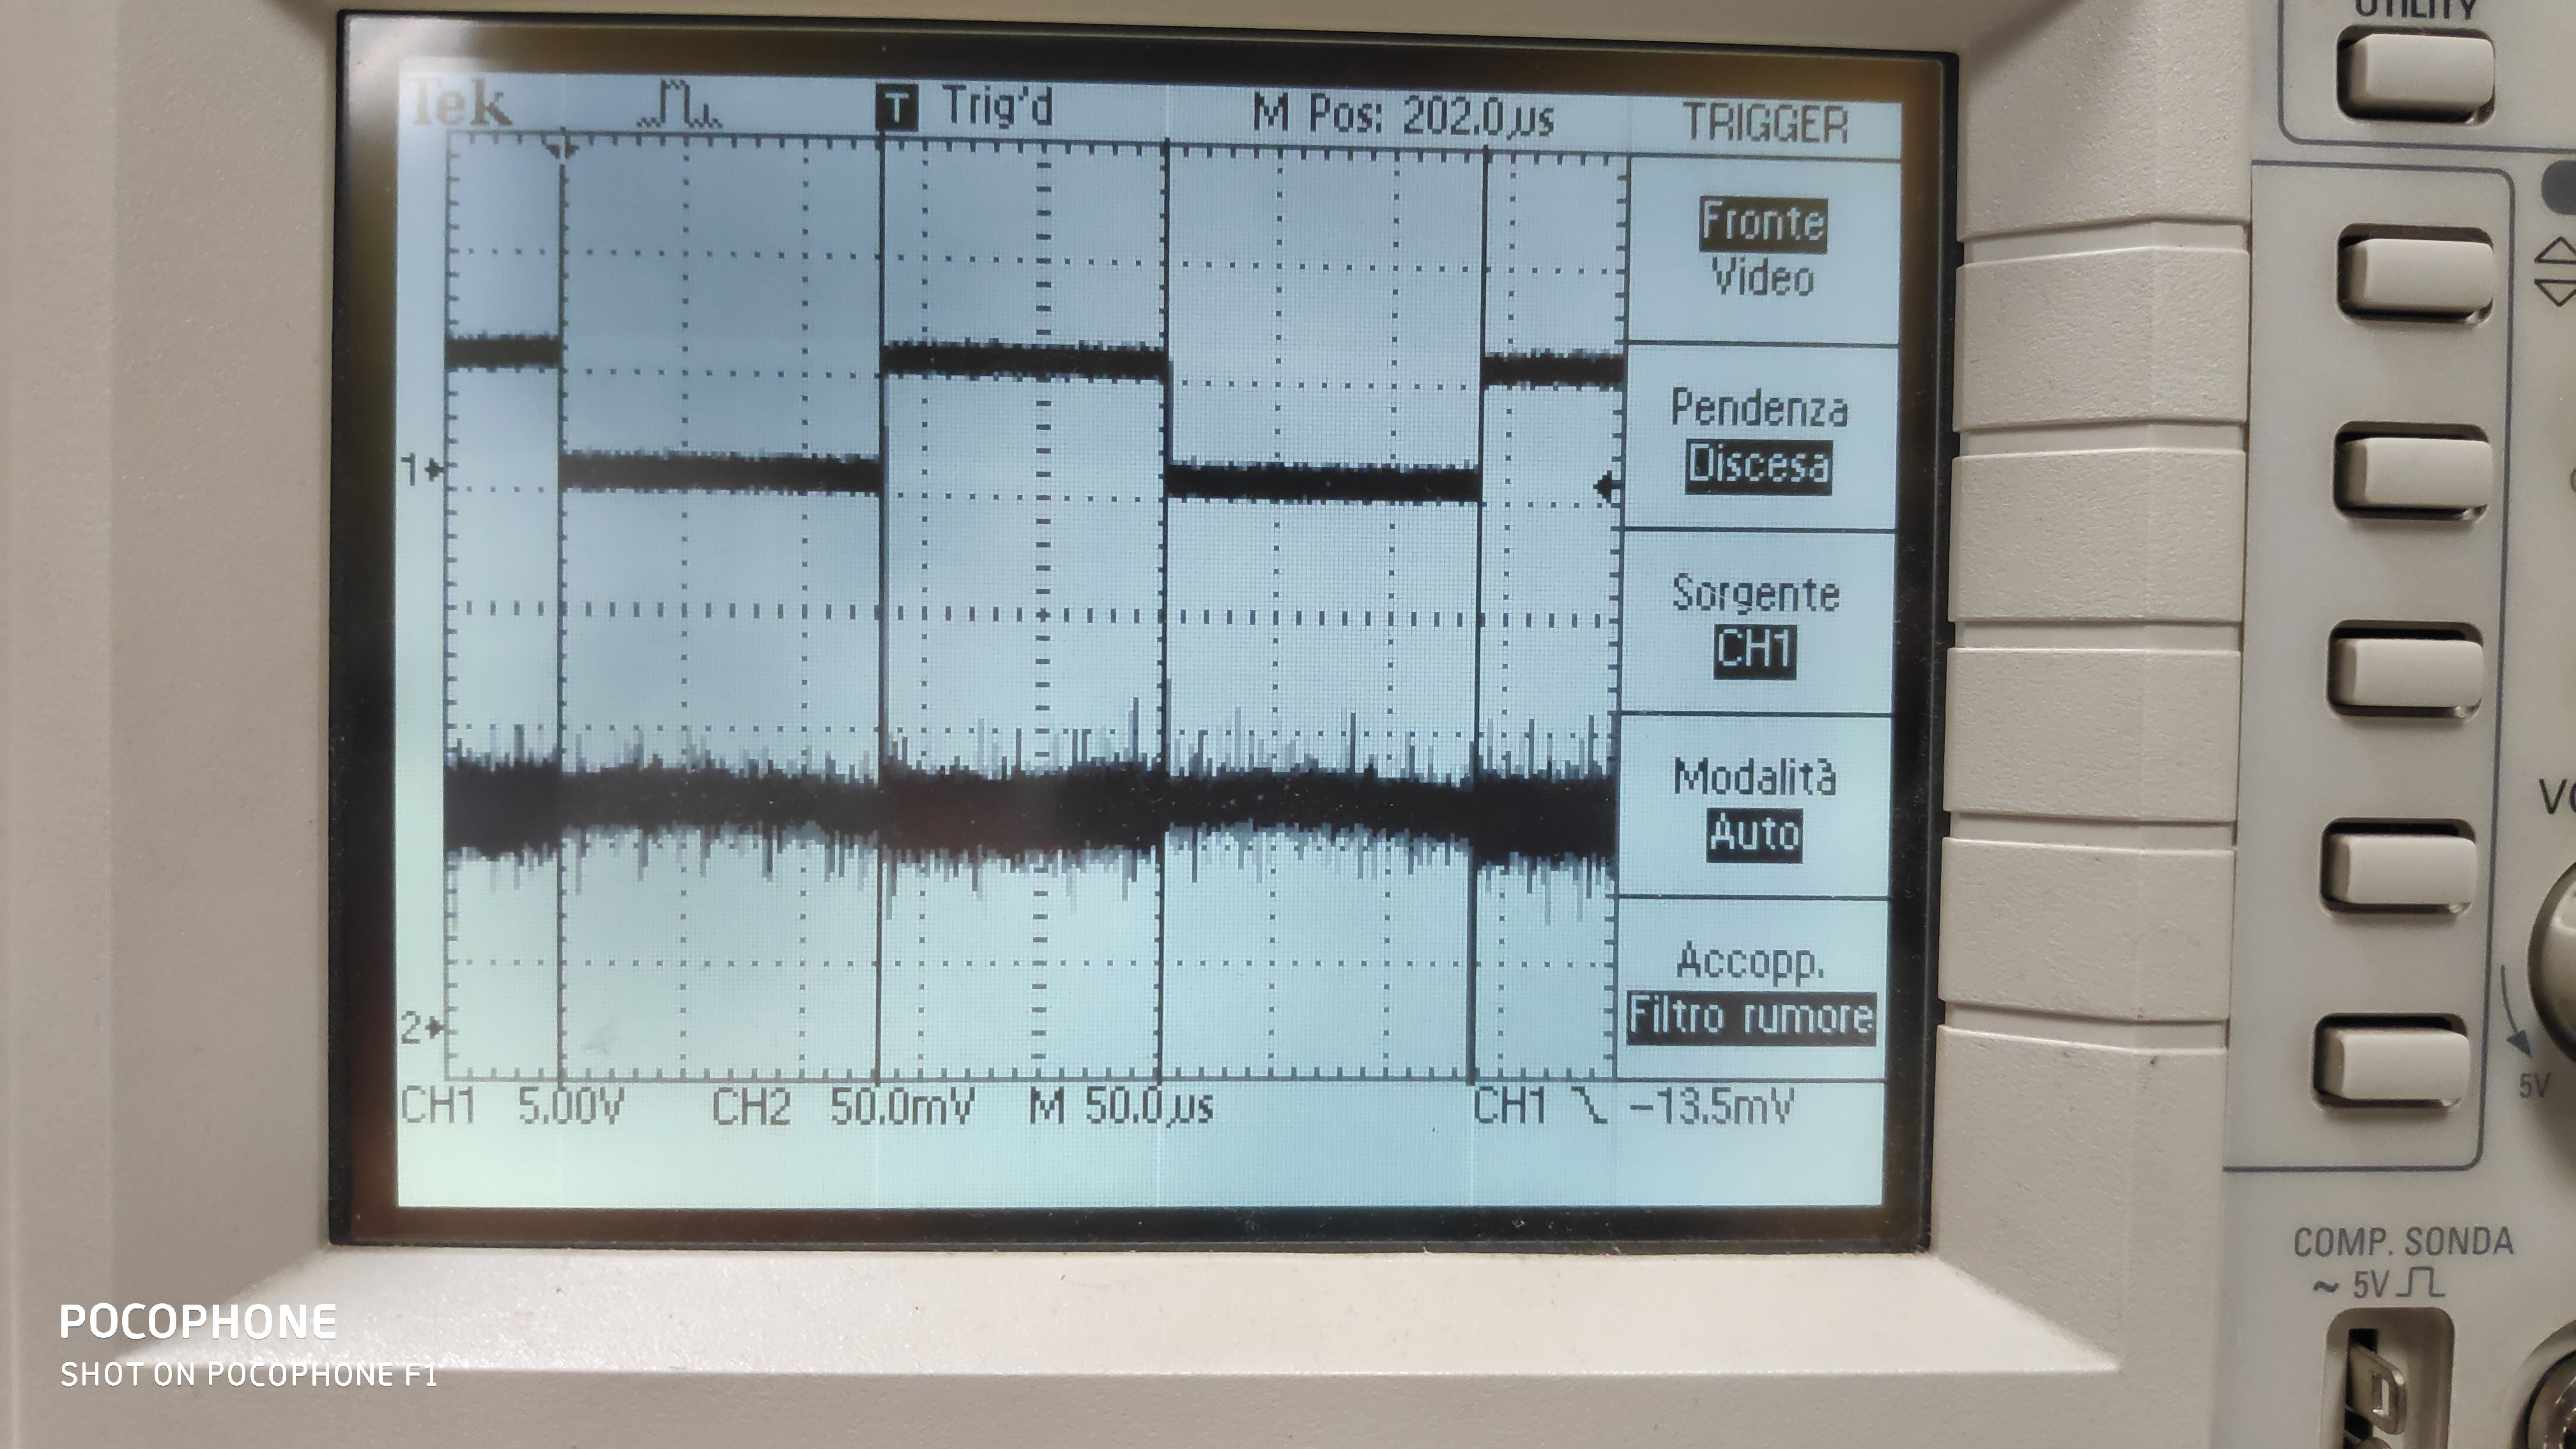 UTILITY
Tek
T Trig'd
M Pos: 202.0µs
TRIGGER
Fronte
Video
Pendenza
Discesa
Sorgente
CH1
Modalità
Auto
Accopp.
Filtro rumore
1
2
CH1 5.00V
CH2 50.0mV
M 50.0µs
CH1 -13.5mV
5V
COMP. SONDA
~ 5V
POCOPHONE
SHOT ON POCOPHONE F1